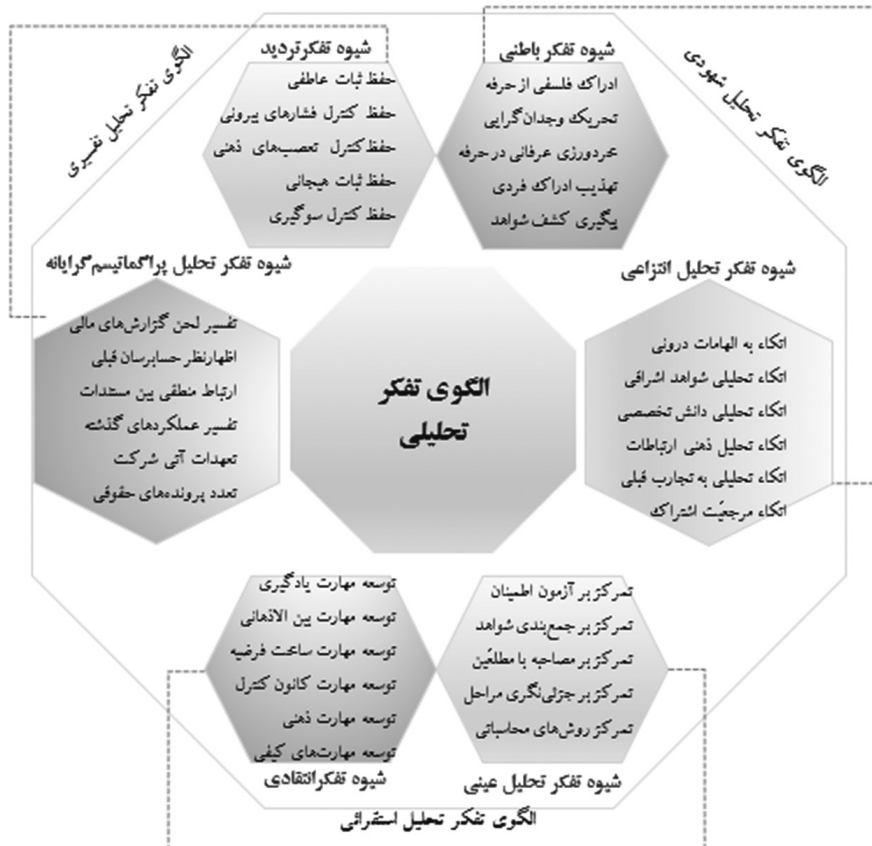 الگوی تفکر تحلیل شهودی
شیوه تفکر باطنی
ادراک فلسفی از حرفه
تحریک وجدان‌گرایی
خردورزی عرفانی در حرفه
تهذیب ادراک فردی
پیگیری کشف شواهد
شیوه تفکر تحلیل انتزاعی
اتکاء به الهامات درونی
اتکاء تحلیلی شواهد اشراقی
اتکاء تحلیلی دانش تخصصی
اتکاء تحلیل ذهنی ارتباطات
اتکاء تحلیلی به تجارب قبلی
اتکاء مرجعیّت اشتراک
الگوی تفکر تحلیل تفسیری
شیوه تفکرتردید
حفظ ثبات عاطفی
حفظ کنترل فشارهای بیرونی
حفظ کنترل تعصب‌های ذهنی
حفظ ثبات هیجانی
حفظ کنترل سوگیری
شیوه تفکر تحلیل پراگماتیسم‌گرایانه
تفسیر لحن گزارش‌های مالی
اظهارنظر حسابرسان قبلی
ارتباط منطقی بین مستندات
تفسیر عملکردهای گذشته
تعهدات آتی شرکت
تعدد پرونده‌های حقوقی
الگوی تفکر
تحلیلی
تمرکز بر آزمون اطمینان
تمرکز بر جمع‌بندی شواهد
تمرکز بر مصاحبه با مطلعّین
تمرکز بر جزئی‌نگری مراحل
تمرکز روش‌های محاسباتی
شیوه تفکر تحلیل عینی
توسعه مهارت یادگیری
توسعه مهارت بین الاذهانی
توسعه مهارت ساخت فرضیه
توسعه مهارت کانون کنترل
توسعه مهارت ذهنی
توسعه مهارت‌های کیفی
شیوه تفکرانتقادی
الگوی تفکر تحلیل استقرائی